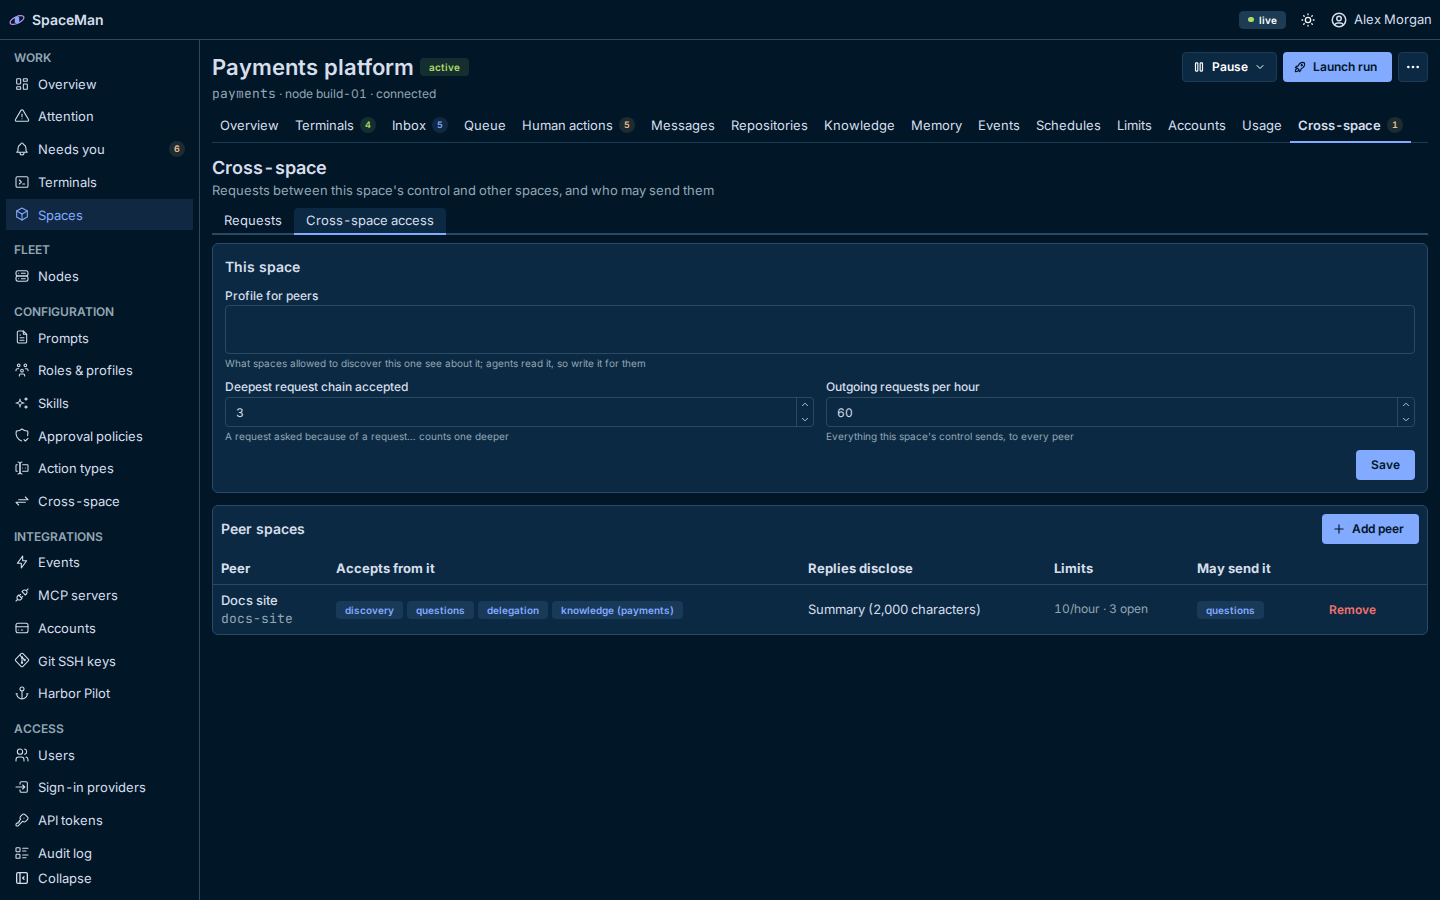 SpaceMan
live
Alex Morgan
WORK
Overview
Attention
Needs you 6
Terminals
Spaces
FLEET
Nodes
CONFIGURATION
Prompts
Roles & profiles
Skills
Approval policies
Action types
Cross-space
INTEGRATIONS
Events
MCP servers
Accounts
Git SSH keys
Harbor Pilot
ACCESS
Users
Sign-in providers
API tokens
Audit log
Collapse
Payments platform active
payments · node build-01 · connected
Pause
Launch run
Overview Terminals 4 Inbox 5 Queue Human actions 5 Messages Repositories Knowledge Memory Events Schedules Limits Accounts Usage Cross-space 1
Cross-space
Requests between this space's control and other spaces, and who may send them
Requests Cross-space access
This space
Profile for peers
What spaces allowed to discover this one see about it; agents read it, so write it for them
Deepest request chain accepted
3
A request asked because of a request... counts one deeper
Outgoing requests per hour
60
Everything this space's control sends, to every peer
Save
Peer spaces
Add peer
Peer Accepts from it Replies disclose Limits May send it
Docs site
docs-site
discovery questions delegation knowledge (payments)
Summary (2,000 characters)
10/hour · 3 open
questions
Remove